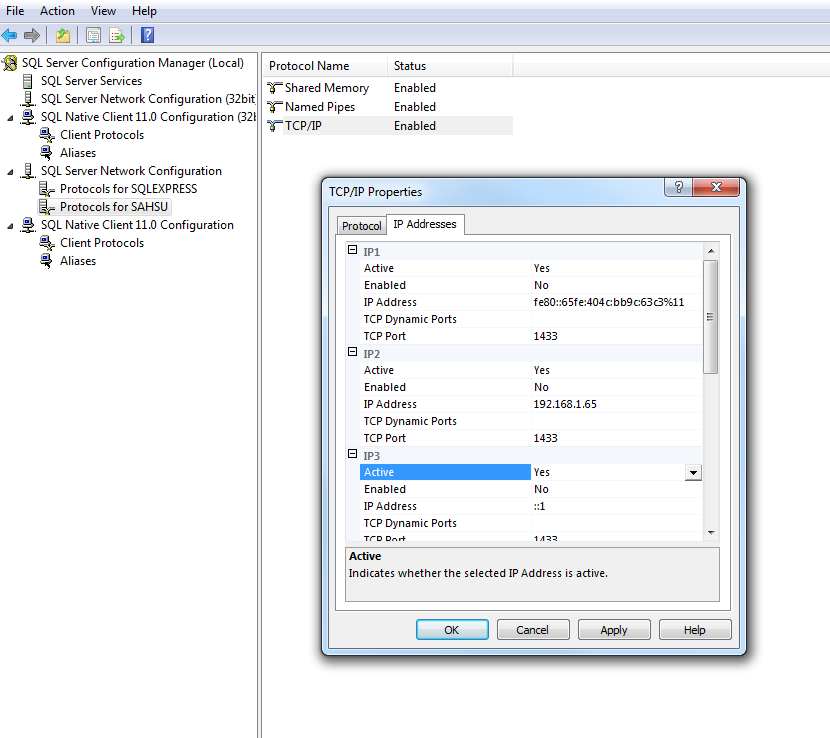 File Action View Help
SQL Server Configuration Manager (Local)
SQL Server Services
SQL Server Network Configuration (32bit
SQL Native Client 11.0 Configuration (32b
Client Protocols
Aliases
SQL Server Network Configuration
Protocols for SQLEXPRESS
Protocols for SAHSU
SQL Native Client 11.0 Configuration
Client Protocols
Aliases
Protocol Name Status
Shared Memory Enabled
Named Pipes Enabled
TCP/IP Enabled
TCP/IP Properties
Protocol IP Addresses
IP1
Active Yes
Enabled No
IP Address fe80::65fe:404c:bb9c:63c3%11
TCP Dynamic Ports
TCP Port 1433
IP2
Active Yes
Enabled No
IP Address 192.168.1.65
TCP Dynamic Ports
TCP Port 1433
IP3
Active Yes
Enabled No
IP Address ::1
TCP Dynamic Ports
TCP Port 1433
Active
Indicates whether the selected IP Address is active.
OK Cancel Apply Help